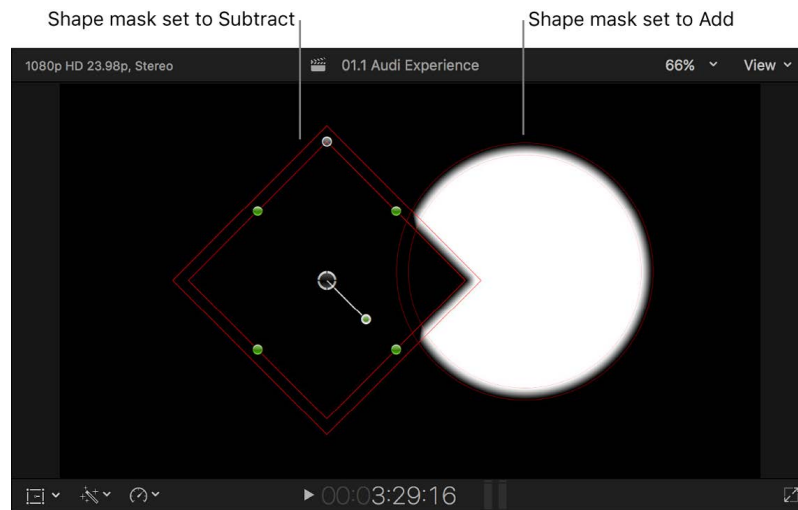 Shape mask set to Subtract Shape mask set to Add
1080p HD 23.98p, Stereo 01.1 Audi Experience 66% View
00:03:29:16